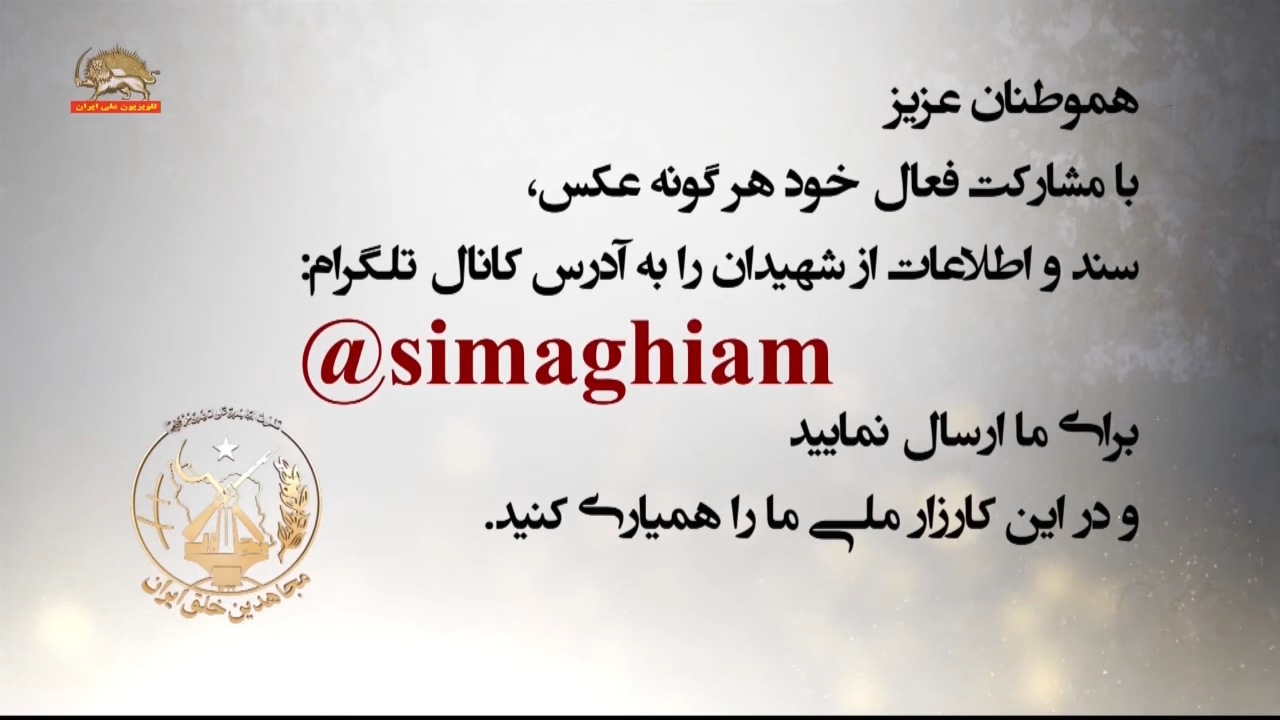 تلویزیون ملی ایران
هموطنان عزیز
با مشارکت فعال خود هر گونه عکس،
سند و اطلاعات از شهیدان را به آدرس کانال تلگرام:
@simaghiam
برای ما ارسال نمایید
و در این کارزار ملی ما را همیاری کنید.
مجاهدین خلق ایران